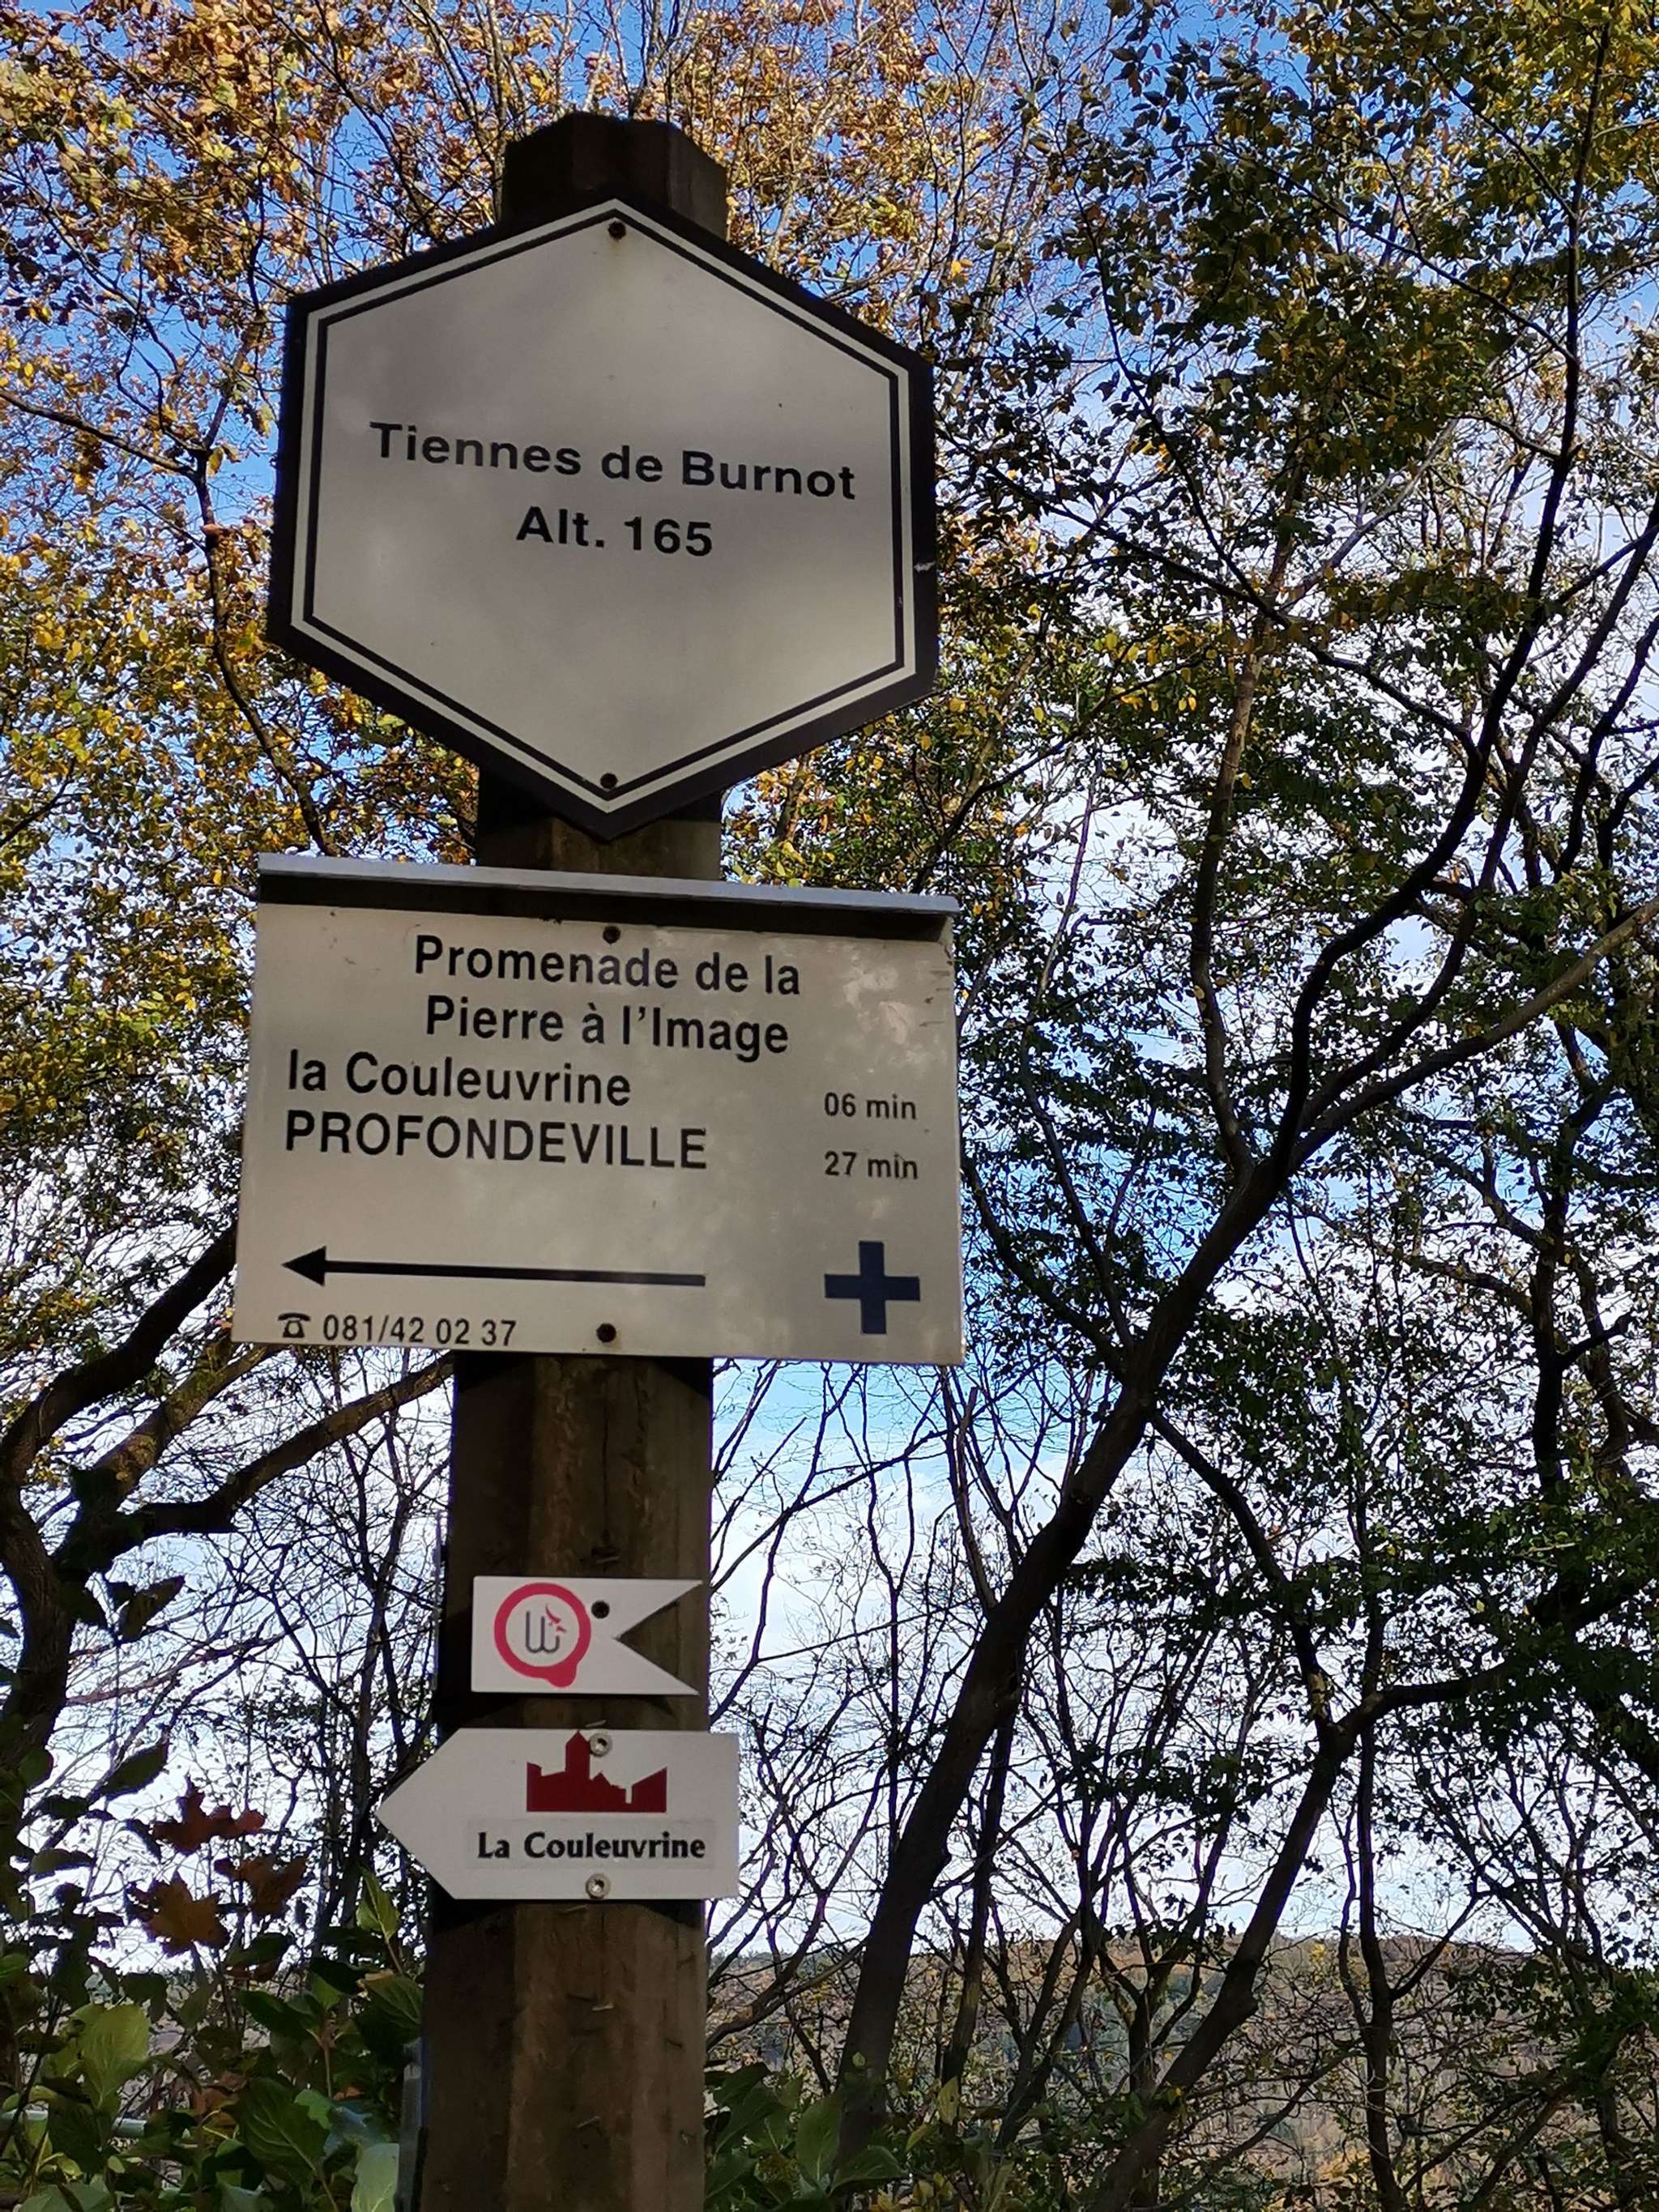 Tiennes de Burnot
Alt. 165
Promenade de la
Pierre à l'Image
la Couleuvrine 06 min
PROFONDEVILLE 27 min
☎ 081/42 02 37
La Couleuvrine